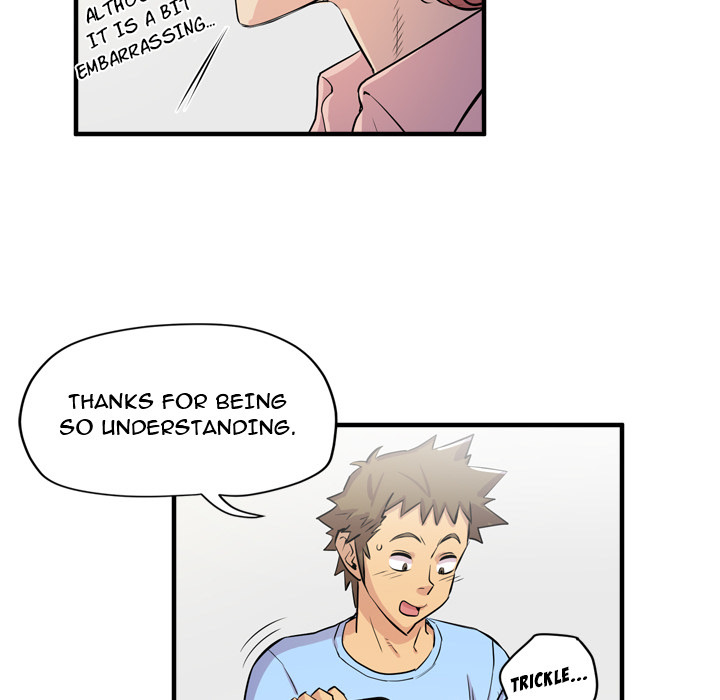 IT IS A BIT
EMBARRASSING...
THANKS FOR BEING
SO UNDERSTANDING.
TRICKLE...